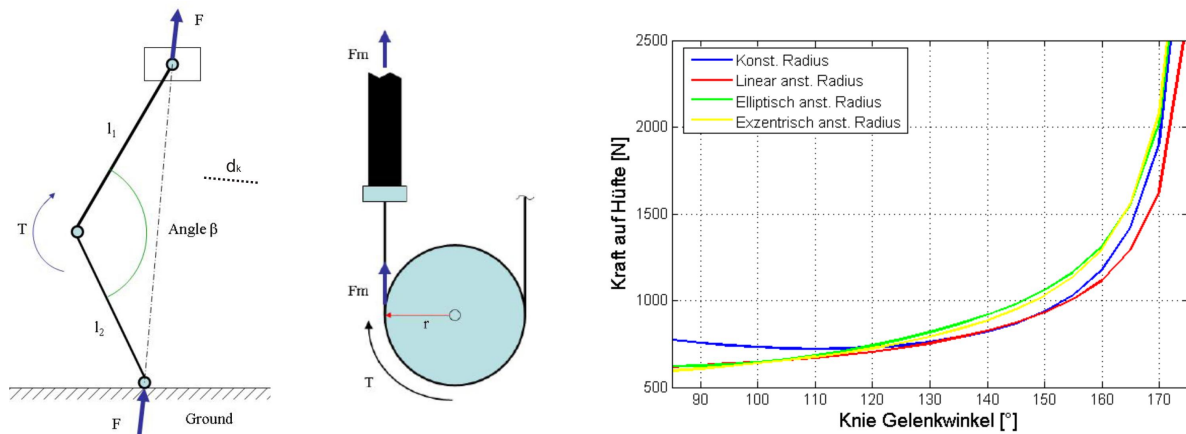 F
l1
dk
T
Angle β
l2
F
Ground
Fm
Fm
r
T
Kraft auf Hüfte [N]
2500
2000
1500
1000
500
Konst. Radius
Linear anst. Radius
Elliptisch anst. Radius
Exzentrisch anst. Radius
90 100 110 120 130 140 150 160 170
Knie Gelenkwinkel [°]